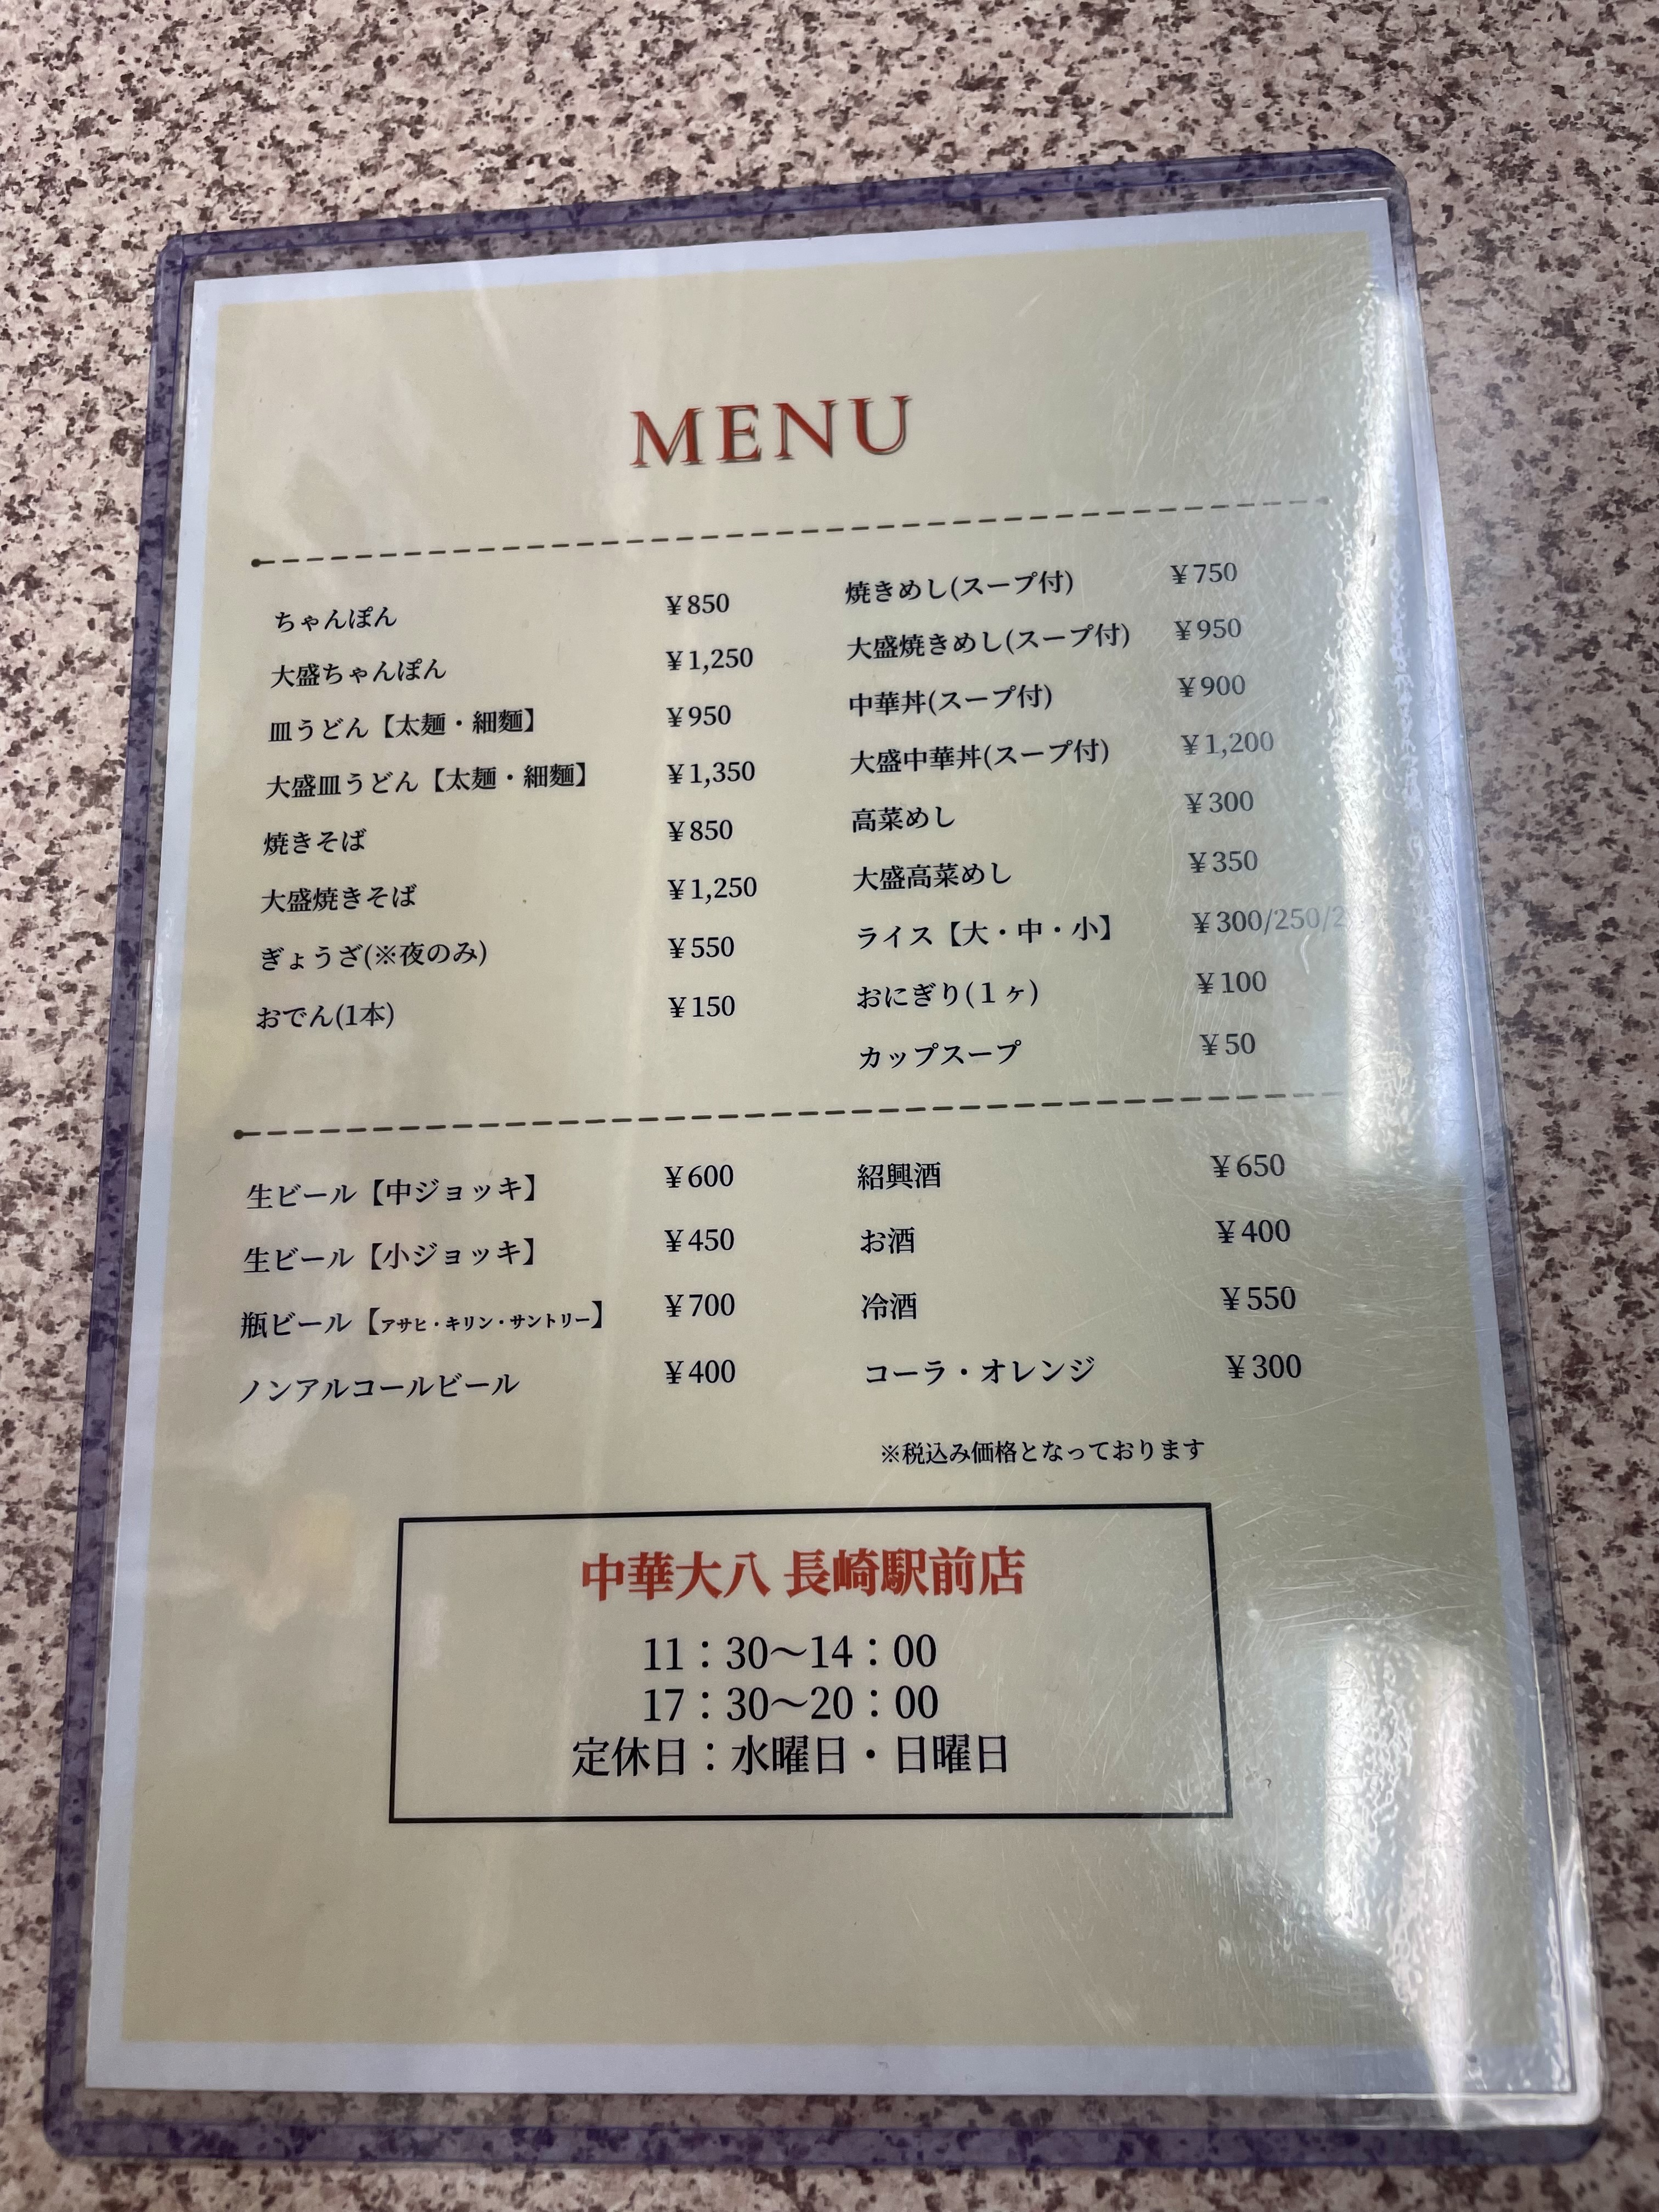 MENU
ちゃんぽん ¥850
大盛ちゃんぽん ¥1,250
皿うどん【太麺・細麵】 ¥950
大盛皿うどん【太麺・細麵】 ¥1,350
焼きそば ¥850
大盛焼きそば ¥1,250
ぎょうざ(※夜のみ) ¥550
おでん(1本) ¥150
焼きめし(スープ付) ¥750
大盛焼きめし(スープ付) ¥950
中華丼(スープ付) ¥900
大盛中華丼(スープ付) ¥1,200
高菜めし ¥300
大盛高菜めし ¥350
ライス【大・中・小】 ¥300/250/
おにぎり(1ヶ) ¥100
カップスープ ¥50
生ビール【中ジョッキ】 ¥600
生ビール【小ジョッキ】 ¥450
瓶ビール【アサヒ・キリン・サントリー】 ¥700
ノンアルコールビール ¥400
紹興酒 ¥650
お酒 ¥400
冷酒 ¥550
コーラ・オレンジ ¥300
※税込み価格となっております
中華大八 長崎駅前店
11：30～14：00
17：30～20：00
定休日：水曜日・日曜日